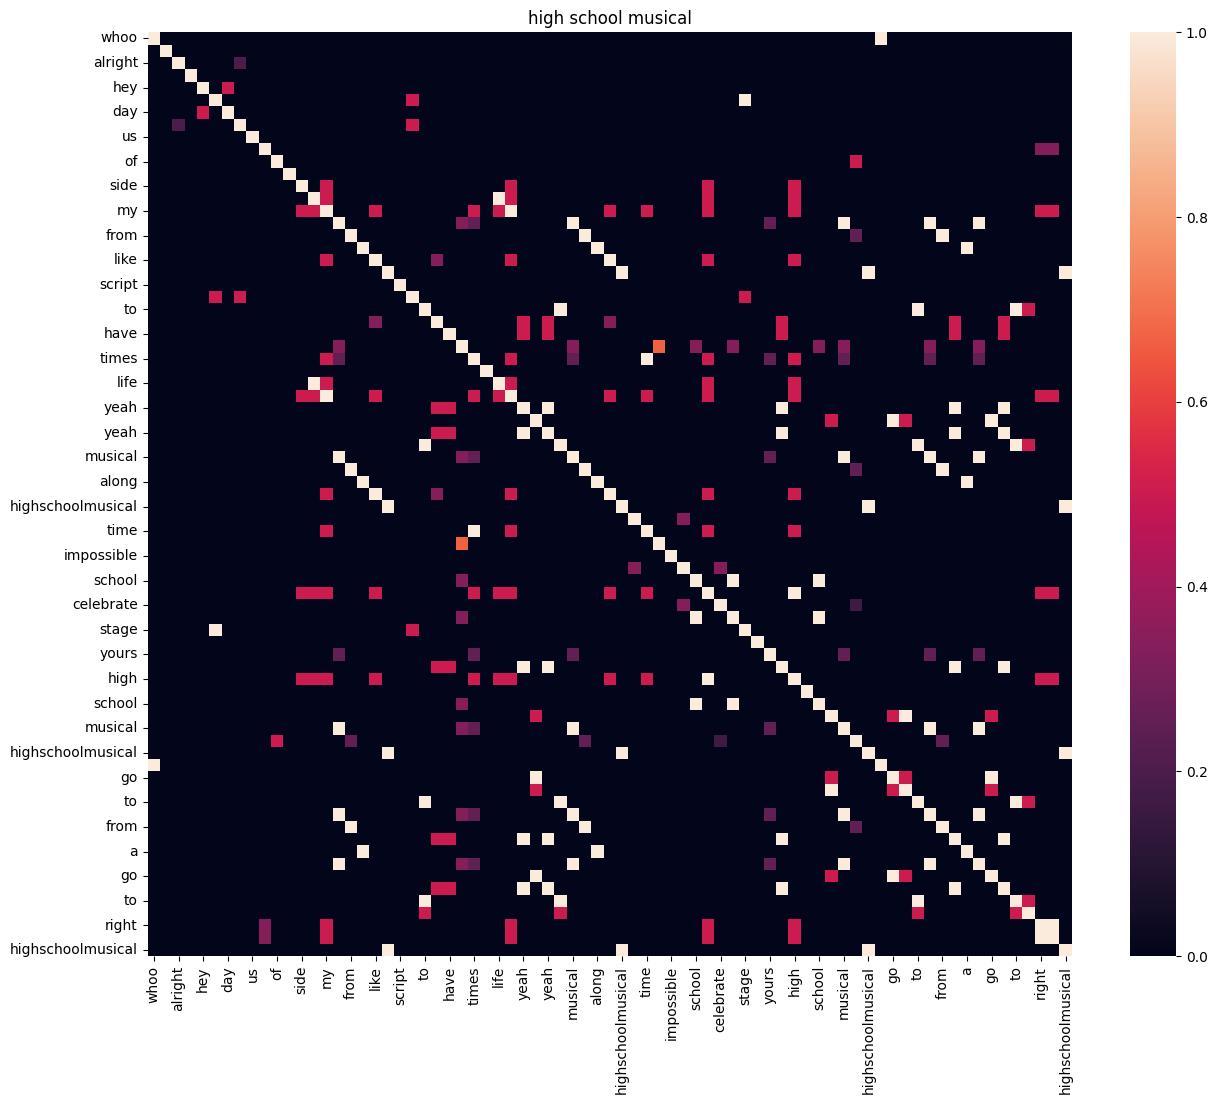 high school musical
whoo
alright
hey
day
us
of
side
my
from
like
script
to
have
times
life
yeah
yeah
musical
along
highschoolmusical
time
impossible
school
celebrate
stage
yours
high
school
musical
highschoolmusical
go
to
from
a
go
to
right
highschoolmusical
whoo
alright
hey
day
us
of
side
my
from
like
script
to
have
times
life
yeah
yeah
musical
along
highschoolmusical
time
impossible
school
celebrate
stage
yours
high
school
musical
highschoolmusical
go
to
from
a
go
to
right
highschoolmusical
1.0
0.8
0.6
0.4
0.2
0.0